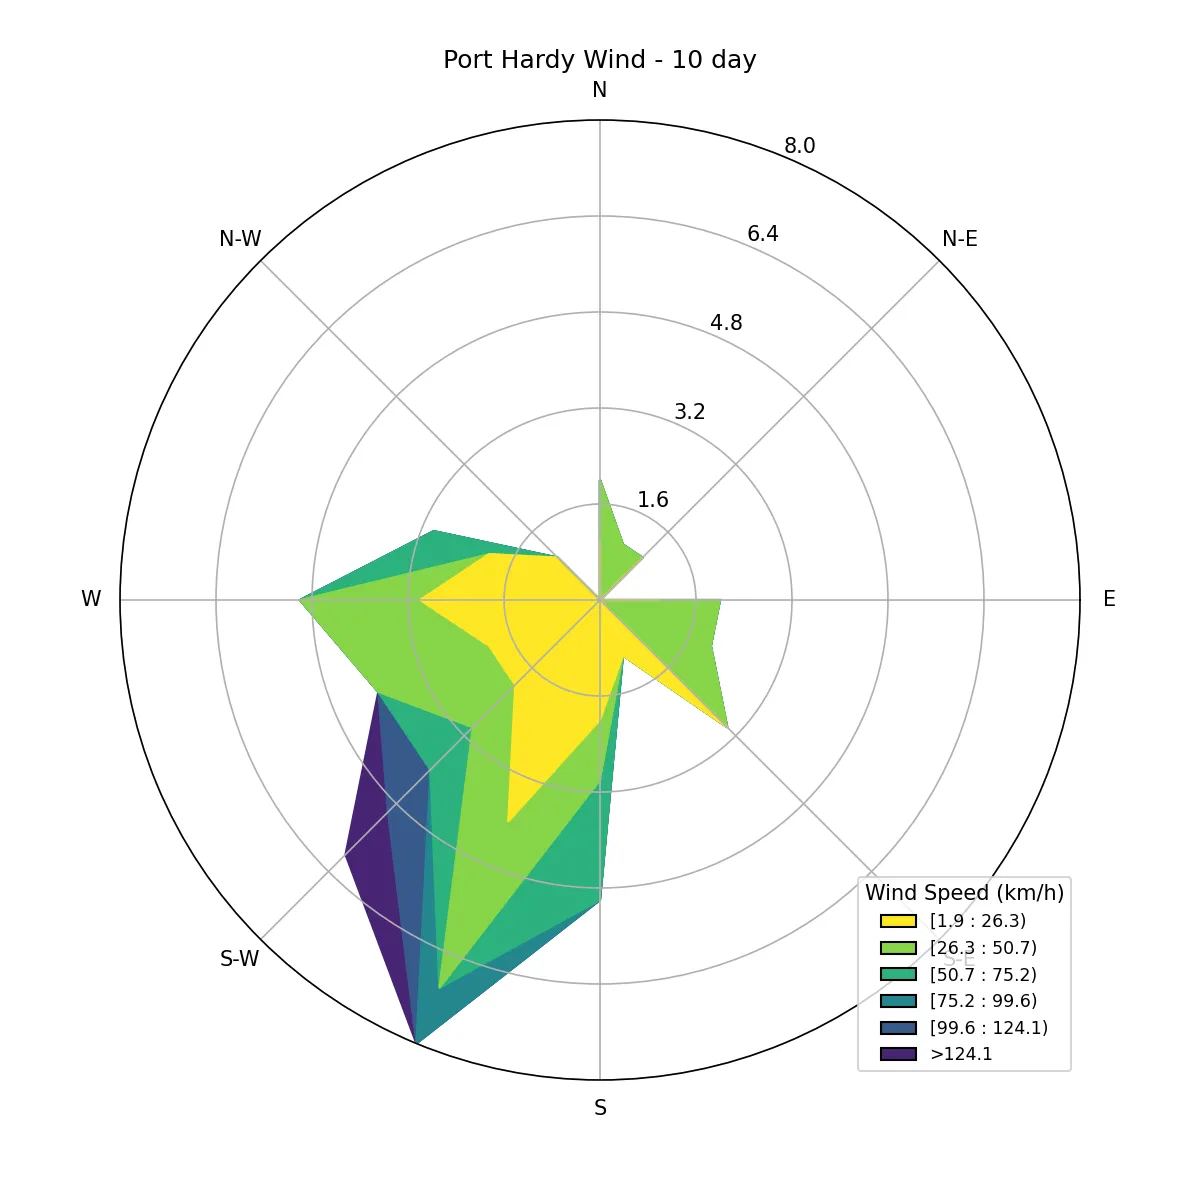 Port Hardy Wind - 10 day
N
8.0
N-W
6.4
N-E
4.8
3.2
1.6
W
E
Wind Speed (km/h)
[1.9 : 26.3)
[26.3 : 50.7)
S-W
S-E
[50.7 : 75.2)
[75.2 : 99.6)
[99.6 : 124.1)
>124.1
S